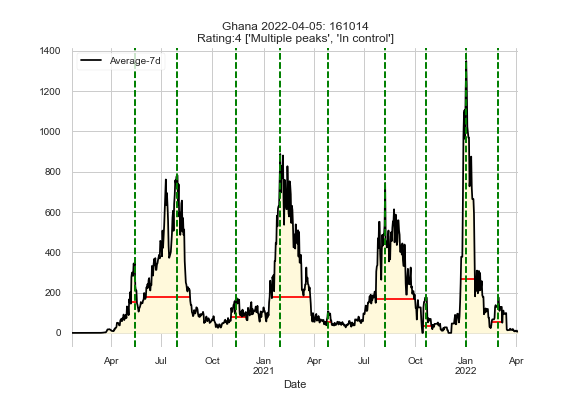 Ghana 2022-04-05: 161014
Rating:4 ['Multiple peaks', 'In control']
Average-7d
1400
1200
1000
800
600
400
200
0
Apr Jul Oct Jan Apr Jul Oct Jan Apr
2021 2022
Date